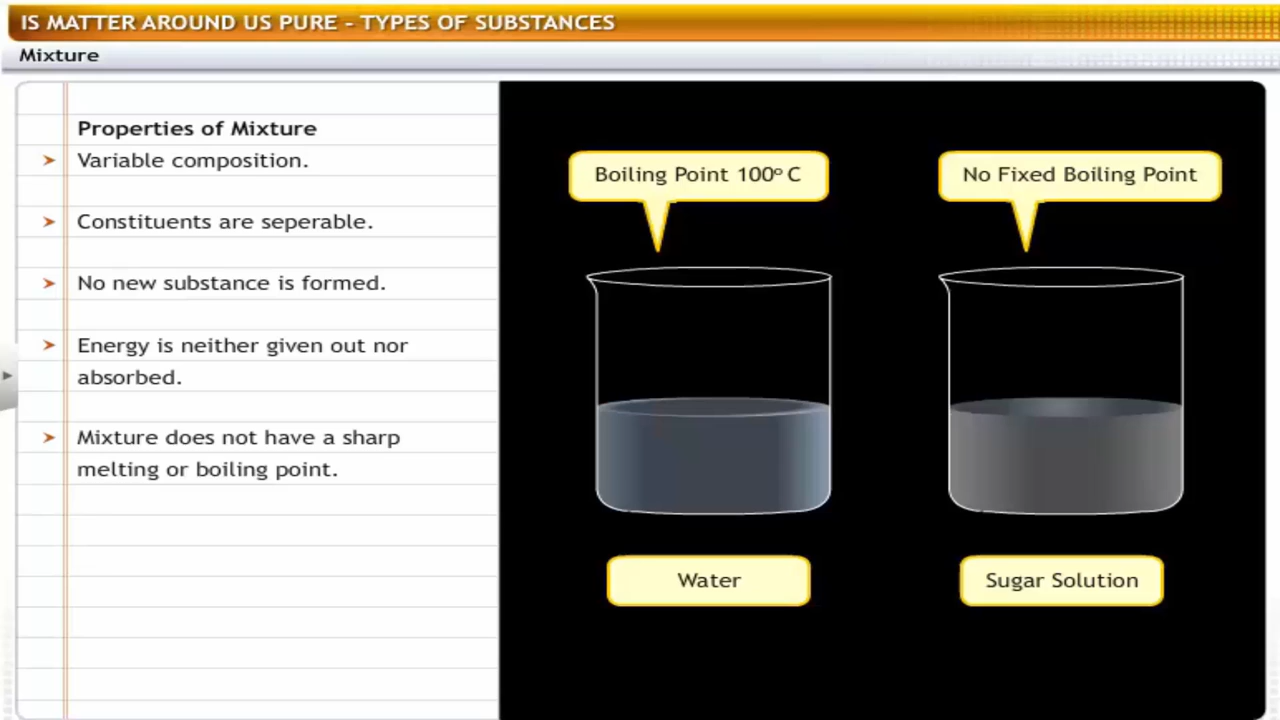 IS MATTER AROUND US PURE - TYPES OF SUBSTANCES
Mixture
Properties of Mixture
Variable composition.
Constituents are seperable.
No new substance is formed.
Energy is neither given out nor
absorbed.
Mixture does not have a sharp
melting or boiling point.
Boiling Point 100° C
No Fixed Boiling Point
Water
Sugar Solution